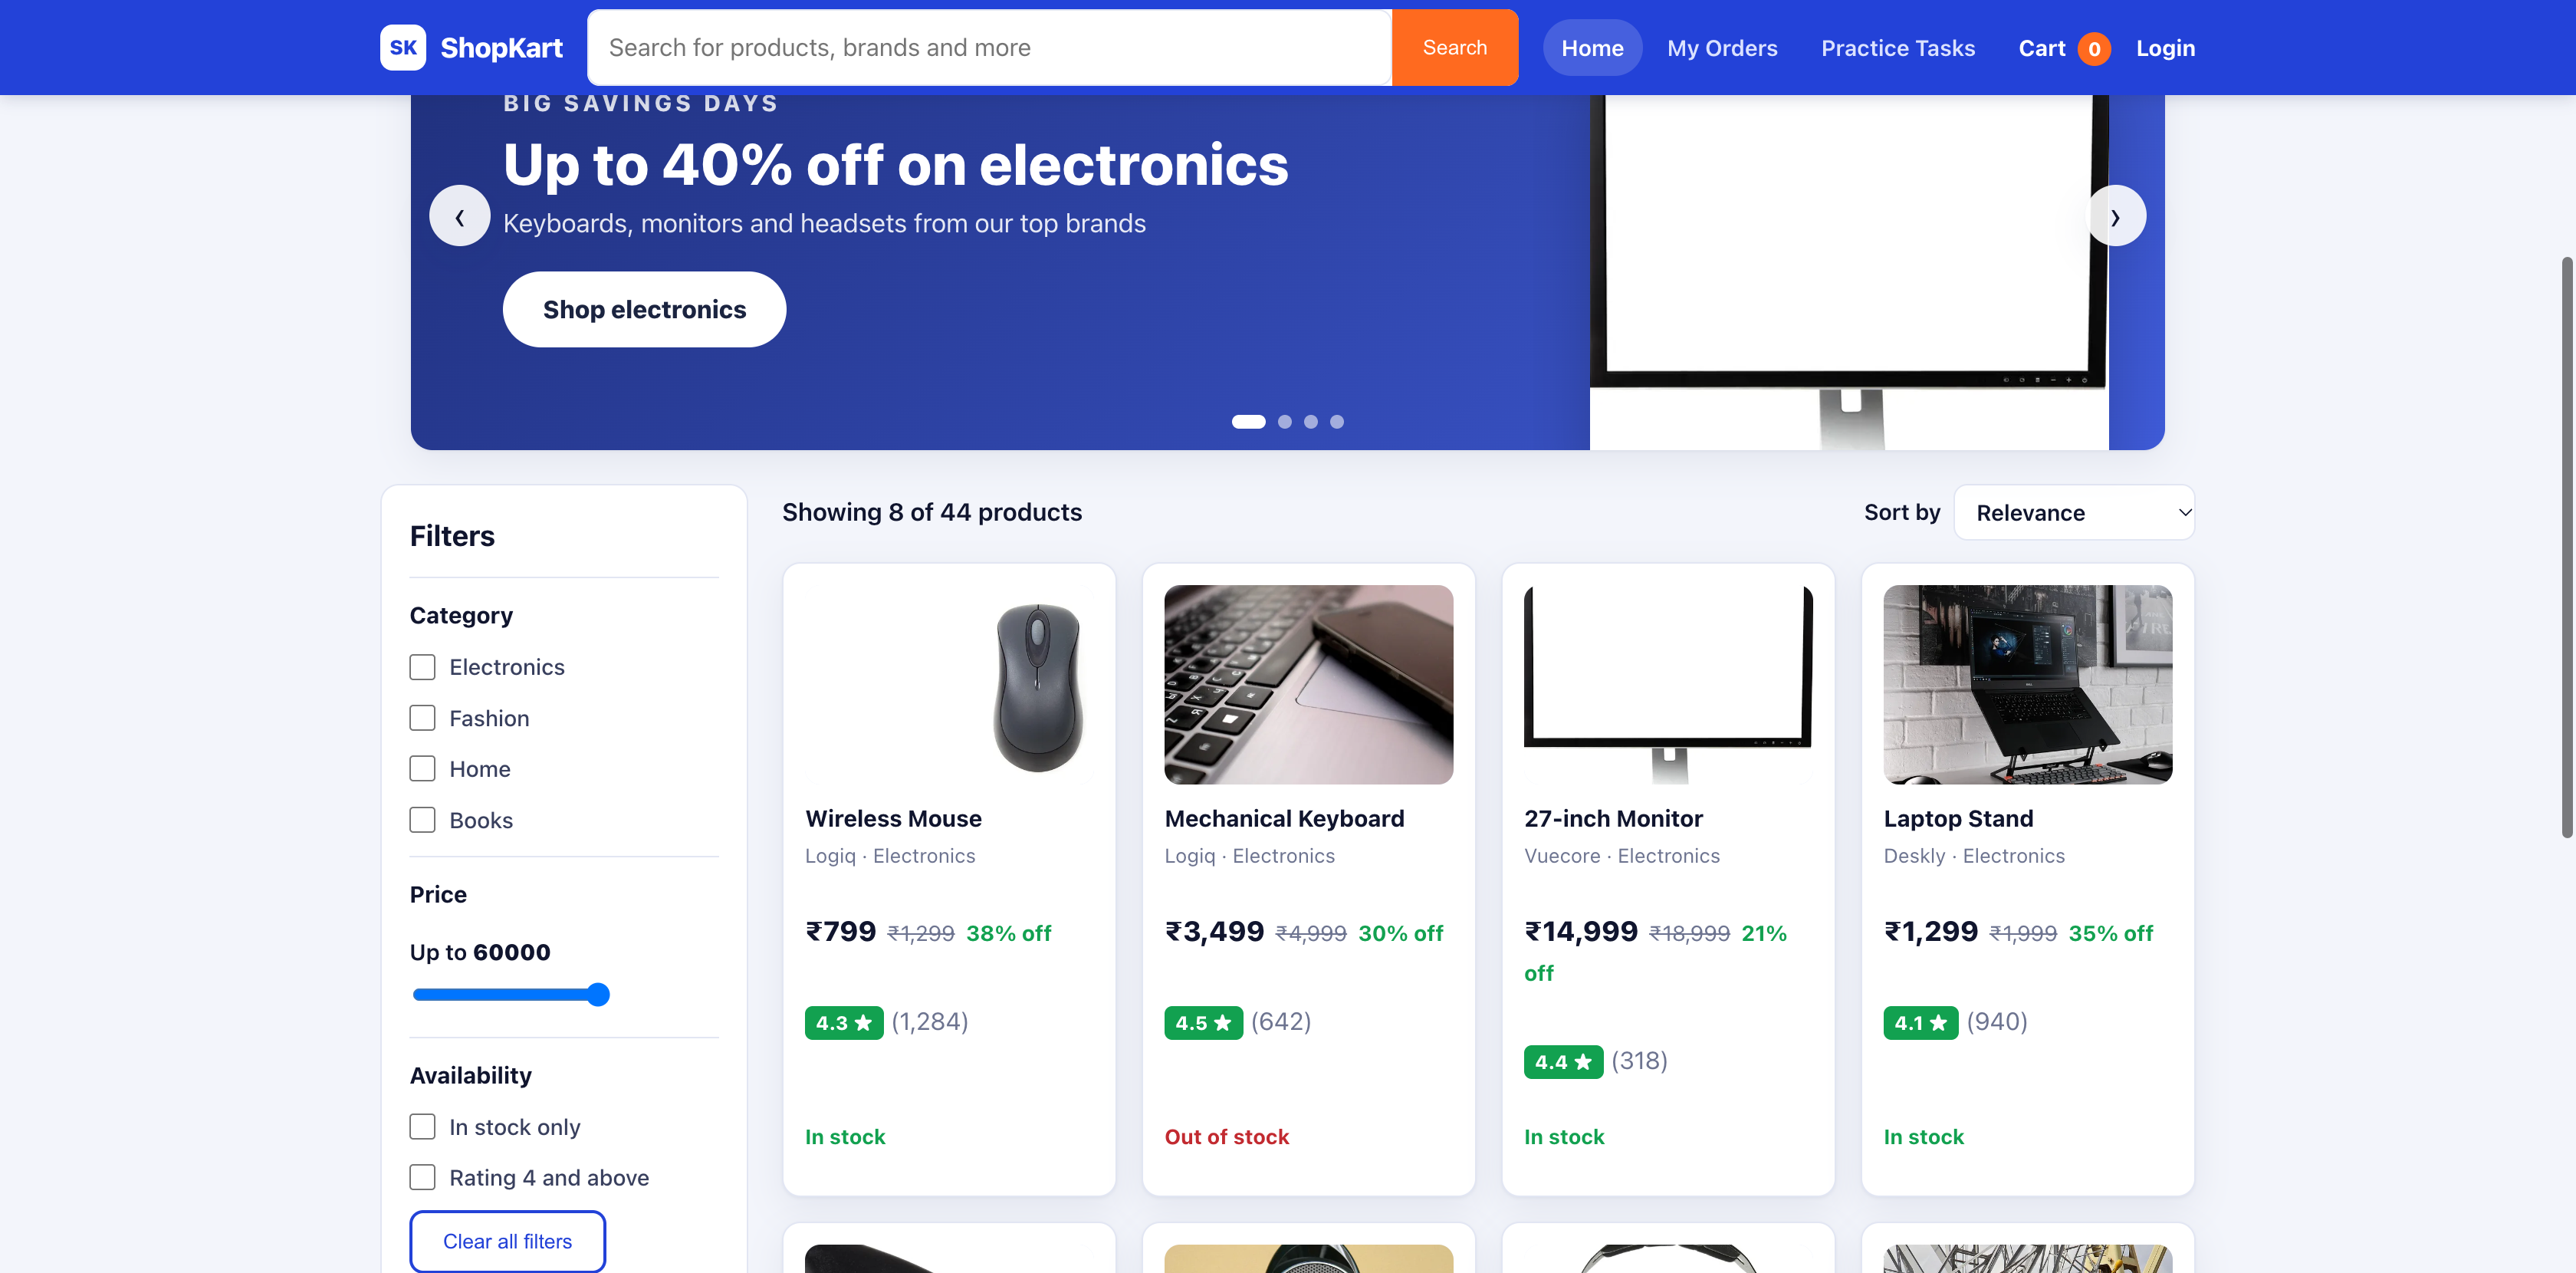 SK ShopKart Search for products, brands and more Search Home My Orders Practice Tasks Cart 0 Login
BIG SAVINGS DAYS
Up to 40% off on electronics
Keyboards, monitors and headsets from our top brands
Shop electronics
Filters
Category
Electronics
Fashion
Home
Books
Price
Up to 60000
Availability
In stock only
Rating 4 and above
Clear all filters
Showing 8 of 44 products
Sort by Relevance
Wireless Mouse
Logiq · Electronics
₹799 ₹1,299 38% off
4.3 ★ (1,284)
In stock
Mechanical Keyboard
Logiq · Electronics
₹3,499 ₹4,999 30% off
4.5 ★ (642)
Out of stock
27-inch Monitor
Vuecore · Electronics
₹14,999 ₹18,999 21%
off
4.4 ★ (318)
In stock
Laptop Stand
Deskly · Electronics
₹1,299 ₹1,999 35% off
4.1 ★ (940)
In stock